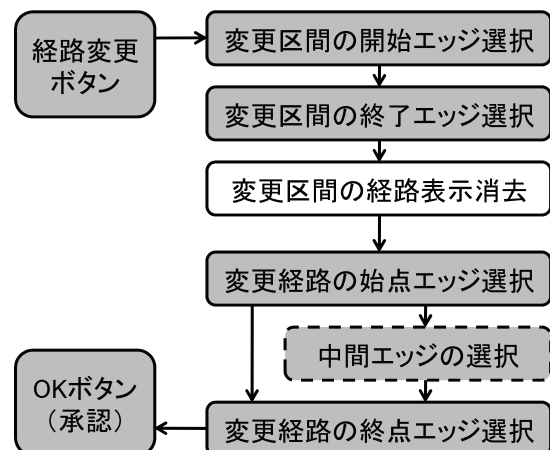 経路変更
ボタン
変更区間の開始エッジ選択
変更区間の終了エッジ選択
変更区間の経路表示消去
変更経路の始点エッジ選択
中間エッジの選択
変更経路の終点エッジ選択
OKボタン
（承認）